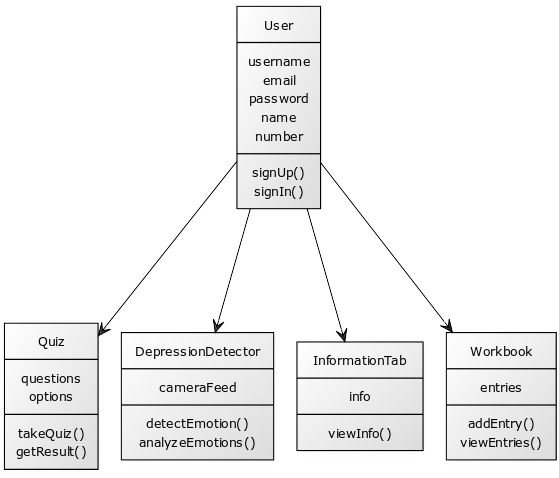 User
username
email
password
name
number
signUp()
signIn()
Quiz
questions
options
takeQuiz()
getResult()
DepressionDetector
cameraFeed
detectEmotion()
analyzeEmotions()
InformationTab
info
viewInfo()
Workbook
entries
addEntry()
viewEntries()